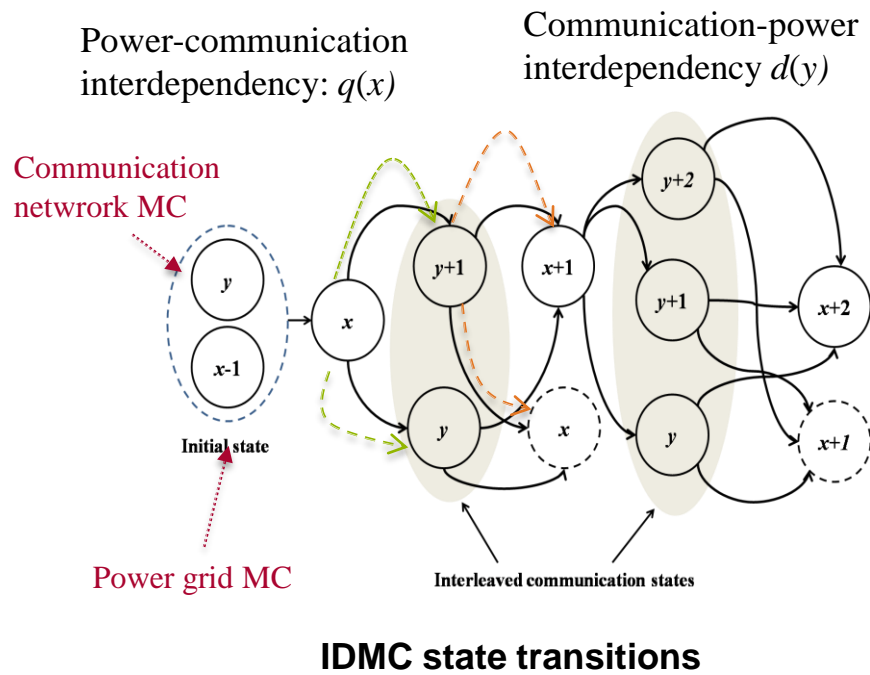 Power-communication
interdependency: q(x)
Communication-power
interdependency d(y)
Communication
netwrork MC
y
x-1
Initial state
Power grid MC
x
y+1
y
x+1
x
y+2
y+1
y
x+2
x+1
Interleaved communication states
IDMC state transitions